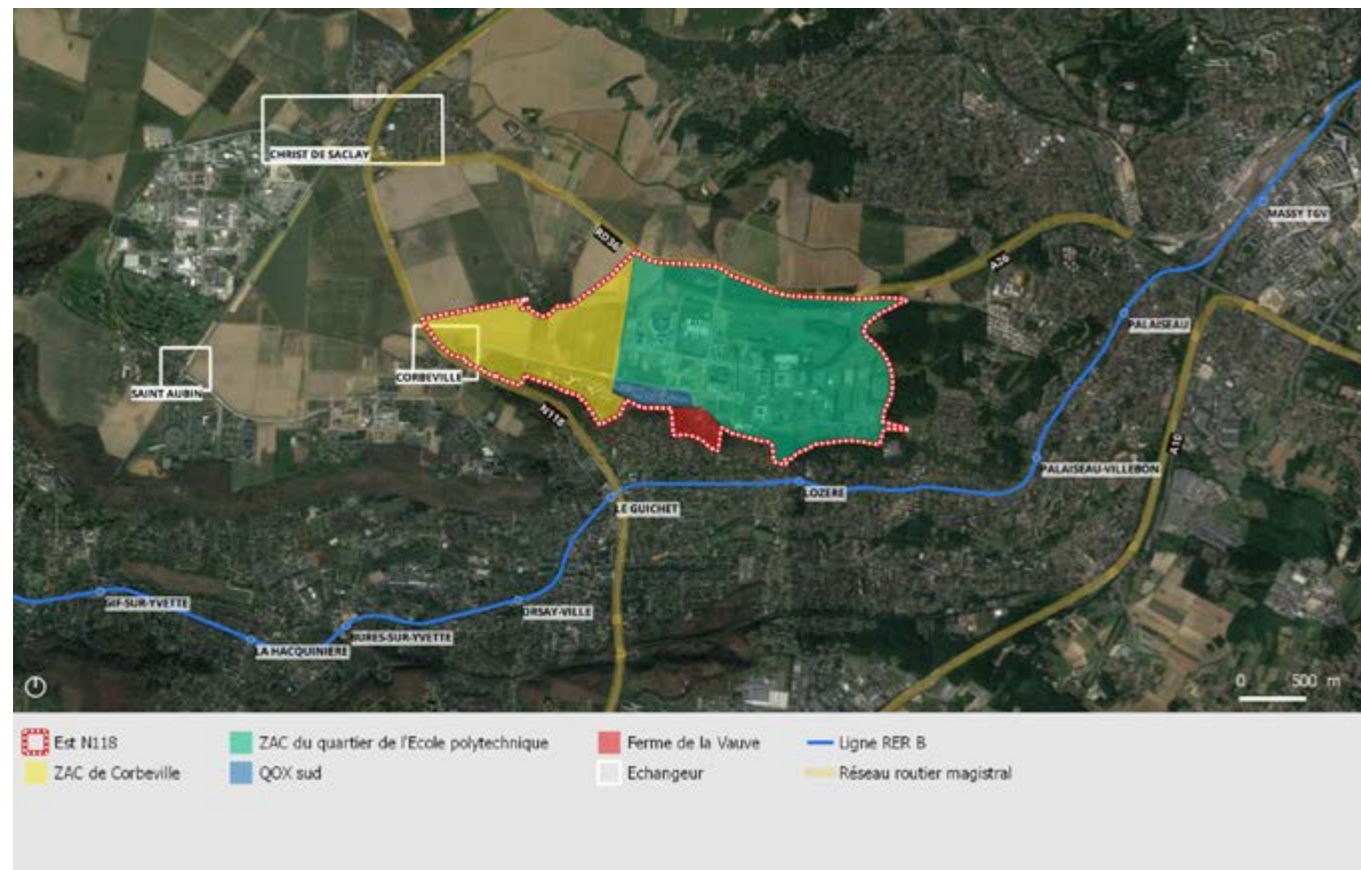 CHRIST DE SACLAY
MASSY TGV
RD36
A26
PALAISEAU
CORBEVILLE
SAINT AUBIN
N118
A10
PALAISEAU-VILLEBON
LOZERE
LE GUICHET
GIF-SUR-YVETTE
ORSAY-VILLE
BURES-SUR-YVETTE
LA HACQUINIERE
0 500 m
Est N118
ZAC du quartier de l'Ecole polytechnique
Ferme de la Vauve
Ligne RER B
ZAC de Corbeville
QOX sud
Echangeur
Réseau routier magistral